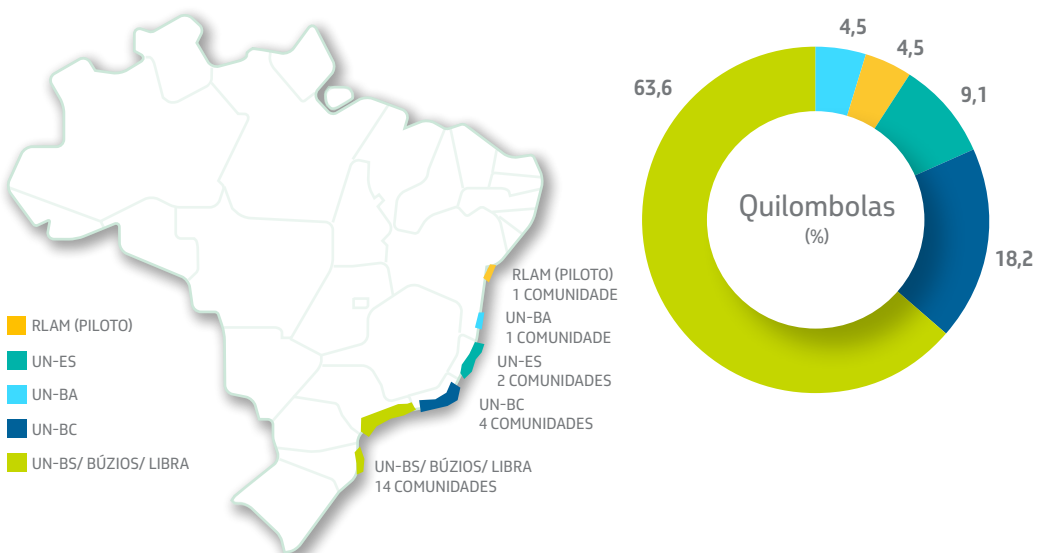 RLAM (PILOTO)
1 COMUNIDADE
UN-BA
1 COMUNIDADE
UN-ES
2 COMUNIDADES
UN-BC
4 COMUNIDADES
UN-BS/ BÚZIOS/ LIBRA
14 COMUNIDADES
RLAM (PILOTO)
UN-ES
UN-BA
UN-BC
UN-BS/ BÚZIOS/ LIBRA
4,5
4,5
9,1
18,2
63,6
Quilombolas
(%)